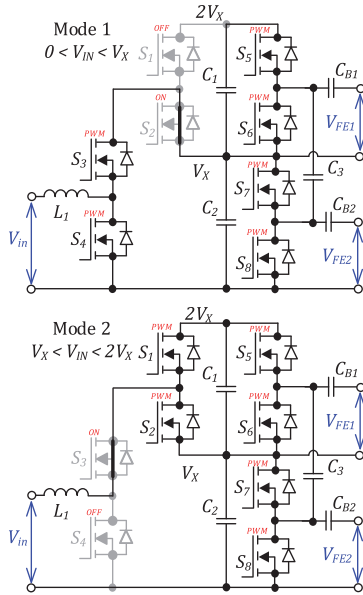 Mode 1
0 < V_IN < V_X
OFF
S_1
ON
S_2
2V_X
PWM
S_5
C_1
PWM
S_6
C_B1
V_FE1
PWM
S_3
V_X
PWM
S_7
C_3
L_1
PWM
S_4
C_2
C_B2
V_in
PWM
S_8
V_FE2
Mode 2
V_X < V_IN < 2V_X
PWM
S_1
2V_X
PWM
S_5
C_1
C_B1
PWM
S_2
PWM
S_6
V_FE1
ON
S_3
V_X
PWM
S_7
C_3
L_1
OFF
S_4
C_2
C_B2
V_in
PWM
S_8
V_FE2